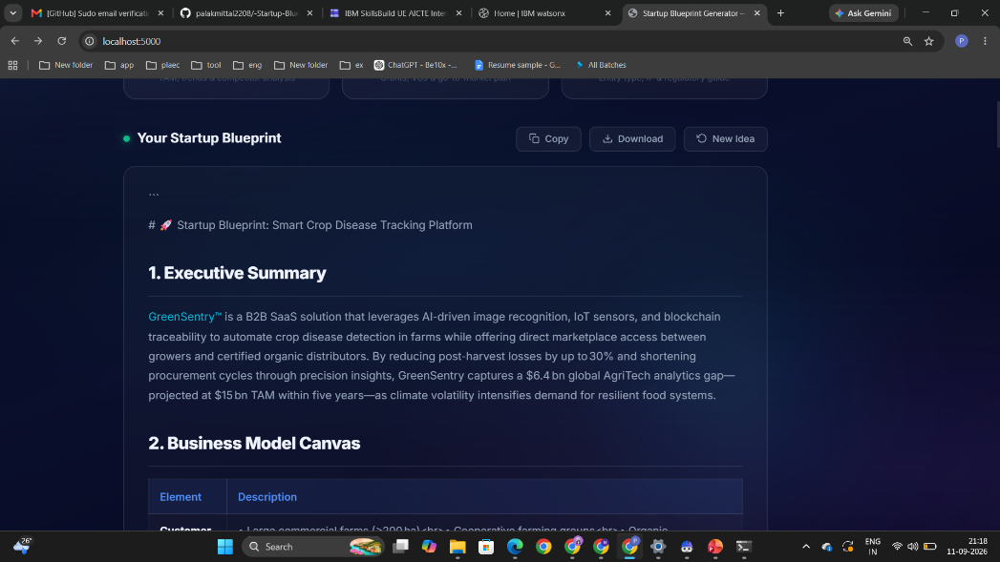 [GitHub] Sudo email verificati
palakmittal2208/-Startup-Blue
IBM SkillsBuild UE AICTE Inter
Home | IBM watsonx
Startup Blueprint Generator —
Ask Gemini
localhost:5000
P
New folder
app
plaec
tool
eng
New folder
ex
ChatGPT - Be10x -...
Resume sample - G...
All Batches
TAM, trends & competitor analysis
Your Startup Blueprint
Copy
Download
New Idea
```
# 🚀 Startup Blueprint: Smart Crop Disease Tracking Platform
1. Executive Summary
GreenSentry™ is a B2B SaaS solution that leverages AI-driven image recognition, IoT sensors, and blockchain
traceability to automate crop disease detection in farms while offering direct marketplace access between
growers and certified organic distributors. By reducing post-harvest losses by up to 30% and shortening
procurement cycles through precision insights, GreenSentry captures a $6.4 bn global AgriTech analytics gap—
projected at $15 bn TAM within five years—as climate volatility intensifies demand for resilient food systems.
2. Business Model Canvas
Element Description
Customer • Large commercial farms (>200 ha)<br>• Cooperative farming groups<br>• Organic
26°
Search
ENG
IN
21:18
11-09-2026